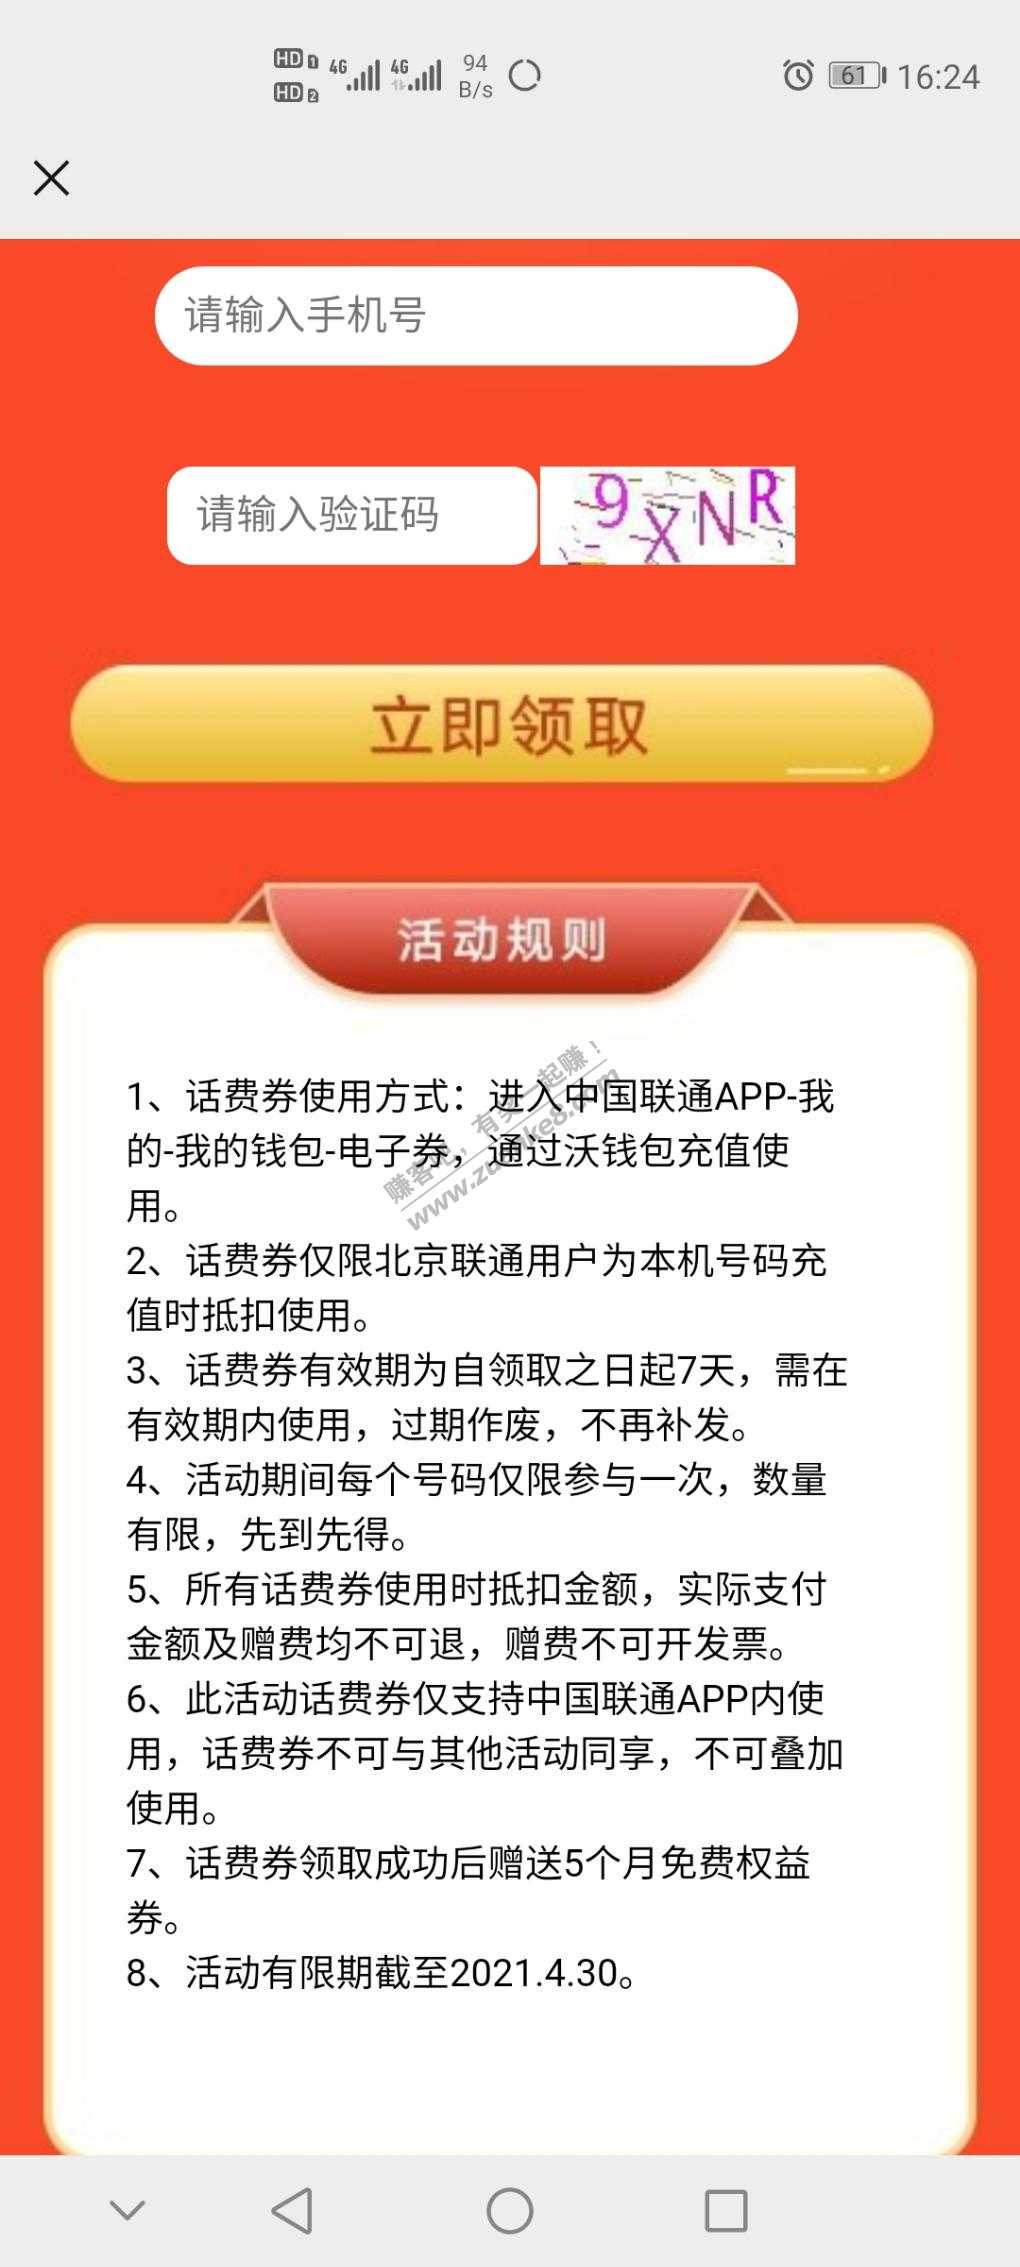 HD 1 4G 4G 94
HD 2 B/s
61 16:24
请输入手机号
请输入验证码
9XNR
立即领取
活动规则
1、话费券使用方式：进入中国联通APP-我
的-我的钱包-电子券，通过沃钱包充值使
用。
2、话费券仅限北京联通用户为本机号码充
值时抵扣使用。
3、话费券有效期为自领取之日起7天，需在
有效期内使用，过期作废，不再补发。
4、活动期间每个号码仅限参与一次，数量
有限，先到先得。
5、所有话费券使用时抵扣金额，实际支付
金额及赠费均不可退，赠费不可开发票。
6、此活动话费券仅支持中国联通APP内使
用，话费券不可与其他活动同享，不可叠加
使用。
7、话费券领取成功后赠送5个月免费权益
券。
8、活动有限期截至2021.4.30。
赚客吧，有奖一起赚！
www.zuanke8.com